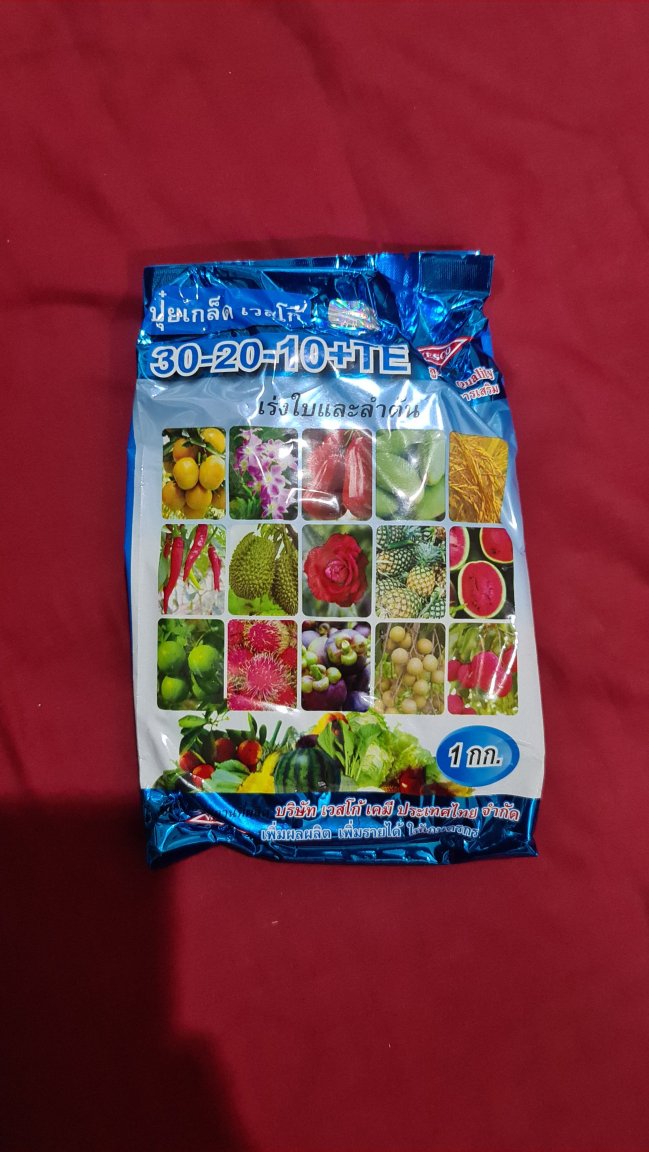 ปุ๋ยเกล็ด เวสโก้
30-20-10+TE
เร่งใบและลำต้น
1 กก.
บริษัท เวสโก้ เคมี ประเทศไทย จำกัด
เพิ่มผลผลิต เพิ่มรายได้